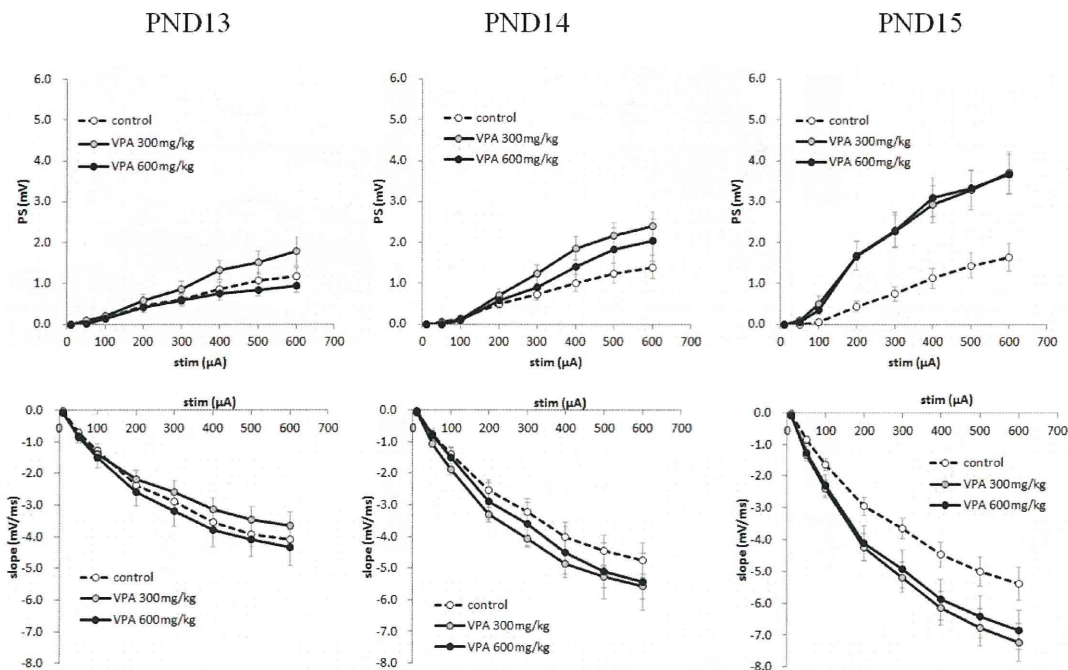 PND13
PND14
PND15
6.0
5.0
4.0
3.0
2.0
1.0
0.0
PS (mV)
control
VPA 300mg/kg
VPA 600mg/kg
0 100 200 300 400 500 600 700
stim (μA)
6.0
5.0
4.0
3.0
2.0
1.0
0.0
PS (mV)
control
VPA 300mg/kg
VPA 600mg/kg
0 100 200 300 400 500 600 700
stim (μA)
6.0
5.0
4.0
3.0
2.0
1.0
0.0
PS (mV)
control
VPA 300mg/kg
VPA 600mg/kg
0 100 200 300 400 500 600 700
stim (μA)
stim (μA)
0 100 200 300 400 500 600 700
0.0
-1.0
-2.0
-3.0
-4.0
-5.0
-6.0
-7.0
-8.0
slope (mV/ms)
control
VPA 300mg/kg
VPA 600mg/kg
stim (μA)
0 100 200 300 400 500 600 700
0.0
-1.0
-2.0
-3.0
-4.0
-5.0
-6.0
-7.0
-8.0
slope (mV/ms)
control
VPA 300mg/kg
VPA 600mg/kg
stim (μA)
0 100 200 300 400 500 600 700
0.0
-1.0
-2.0
-3.0
-4.0
-5.0
-6.0
-7.0
-8.0
slope (mV/ms)
control
VPA 300mg/kg
VPA 600mg/kg